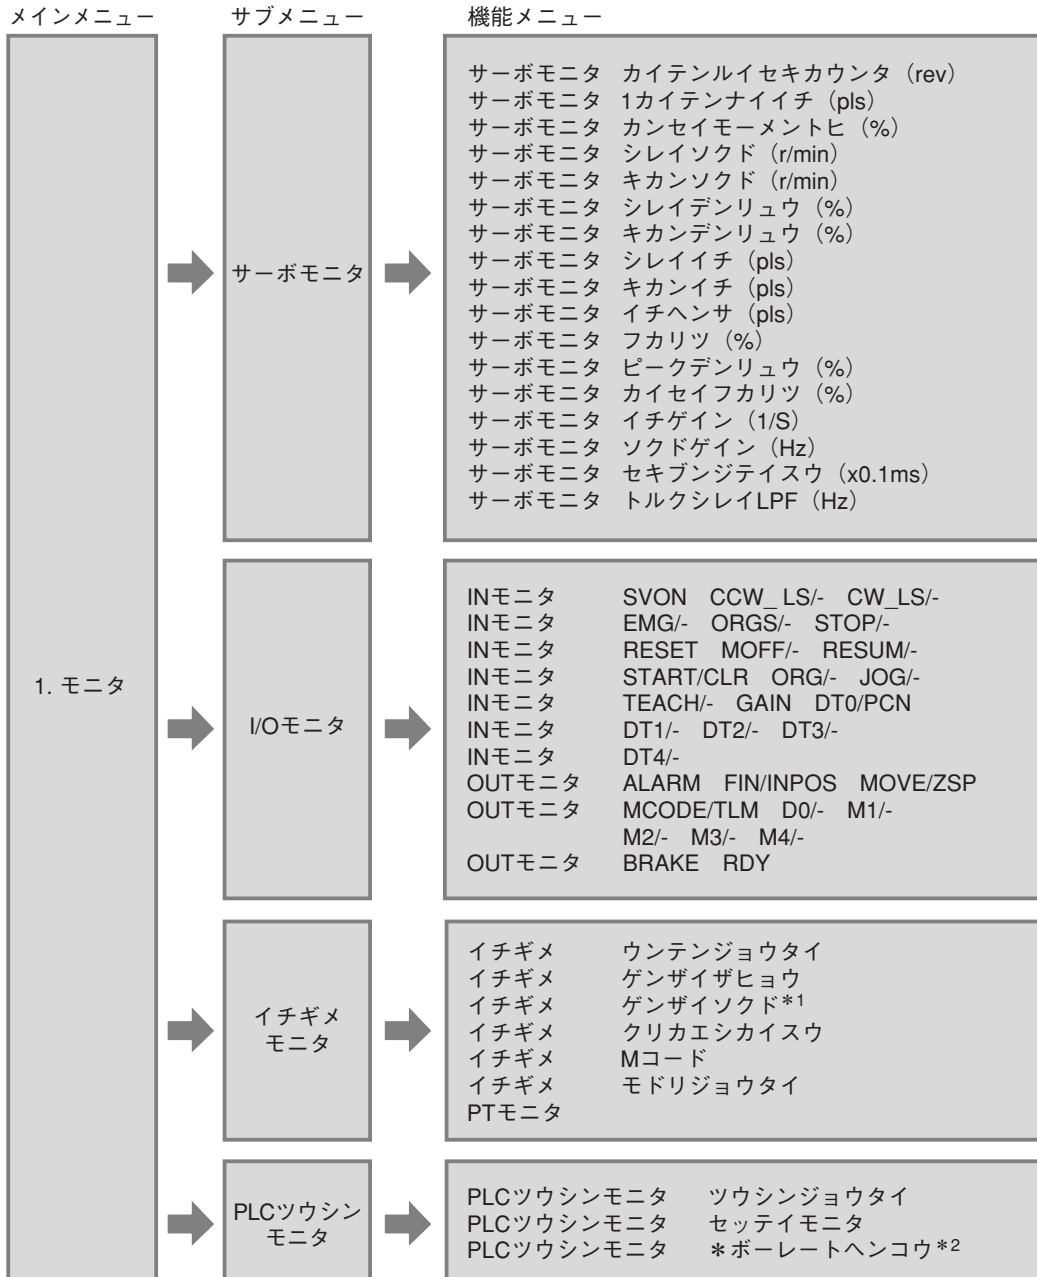 メインメニュー
サブメニュー
機能メニュー
1. モニタ
サーボモニタ
サーボモニタ カイテンルイセキカウンタ（rev）
サーボモニタ 1カイテンナイイチ（pls）
サーボモニタ カンセイモーメントヒ（%）
サーボモニタ シレイソクド（r/min）
サーボモニタ キカンソクド（r/min）
サーボモニタ シレイデンリュウ（%）
サーボモニタ キカンデンリュウ（%）
サーボモニタ シレイイチ（pls）
サーボモニタ キカンイチ（pls）
サーボモニタ イチヘンサ（pls）
サーボモニタ フカリツ（%）
サーボモニタ ピークデンリュウ（%）
サーボモニタ カイセイフカリツ（%）
サーボモニタ イチゲイン（1/S）
サーボモニタ ソクドゲイン（Hz）
サーボモニタ セキブンジテイスウ（x0.1ms）
サーボモニタ トルクシレイLPF（Hz）
I/Oモニタ
INモニタ SVON CCW_ LS/- CW_LS/-
INモニタ EMG/- ORGS/- STOP/-
INモニタ RESET MOFF/- RESUM/-
INモニタ START/CLR ORG/- JOG/-
INモニタ TEACH/- GAIN DT0/PCN
INモニタ DT1/- DT2/- DT3/-
INモニタ DT4/-
OUTモニタ ALARM FIN/INPOS MOVE/ZSP
OUTモニタ MCODE/TLM D0/- M1/-
M2/- M3/- M4/-
OUTモニタ BRAKE RDY
イチギメ
モニタ
イチギメ ウンテンジョウタイ
イチギメ ゲンザイザヒョウ
イチギメ ゲンザイソクド*1
イチギメ クリカエシカイスウ
イチギメ Mコード
イチギメ モドリジョウタイ
PTモニタ
PLCツウシン
モニタ
PLCツウシンモニタ ツウシンジョウタイ
PLCツウシンモニタ セッテイモニタ
PLCツウシンモニタ ＊ボーレートヘンコウ*2